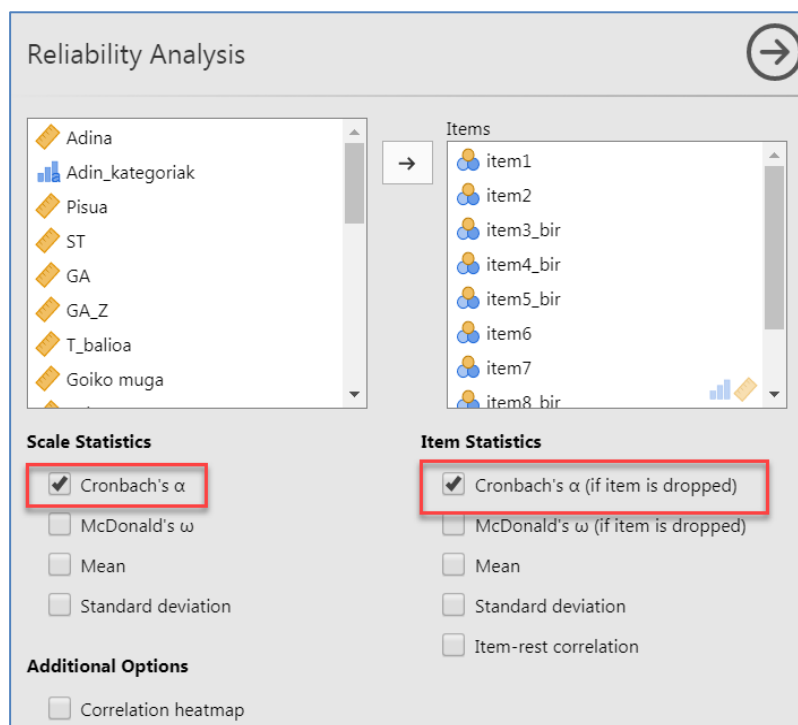 Reliability Analysis
Adina
Adin_kategoriak
Pisua
ST
GA
GA_Z
T_balioa
Goiko muga
Items
item1
item2
item3_bir
item4_bir
item5_bir
item6
item7
item8_bir
Scale Statistics
Cronbach's α
McDonald's ω
Mean
Standard deviation
Additional Options
Correlation heatmap
Item Statistics
Cronbach's α (if item is dropped)
McDonald's ω (if item is dropped)
Mean
Standard deviation
Item-rest correlation